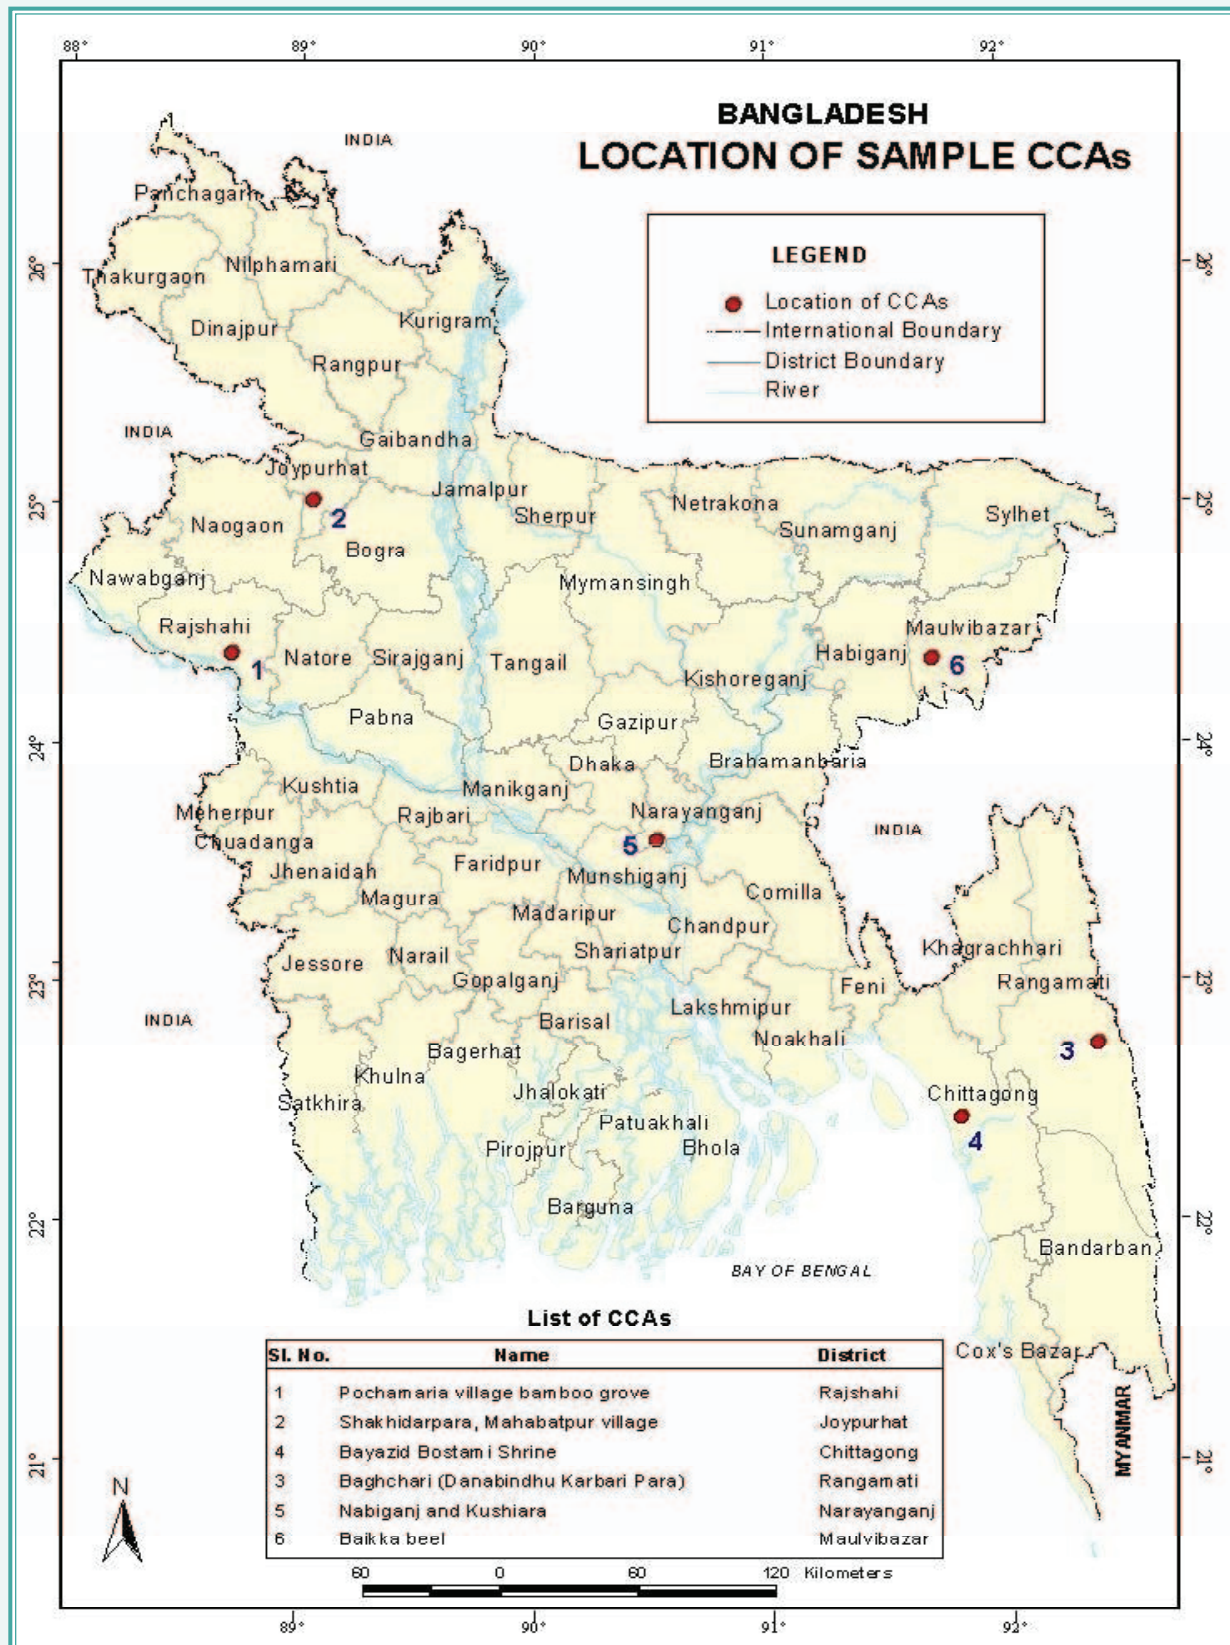 88° 89° 90° 91° 92°
BANGLADESH
LOCATION OF SAMPLE CCAs
INDIA
LEGEND
Location of CCAs
International Boundary
District Boundary
River
26° 26°
Panchagarh
Nilphamari
Thakurgaon
Dinajpur
Kurigram
Rangpur
INDIA
Gaibandha
Joypurhat
25° 25°
2
Naogaon
Bogra
Jamalpur
Sherpur
Netrakona
Sunamganj
Sylhet
Nawabganj
Mymansingh
Rajshahi
1
Natore
Sirajganj
Tangail
Kishoreganj
Habiganj
Maulvibazar
6
Pabna
Gazipur
24° 24°
Dhaka
Brahamanbaria
Kushtia
Manikganj
Meherpur
Rajbari
Narayanganj
INDIA
Chuadanga
5
Jhenaidah
Faridpur
Munshiganj
Magura
Comilla
Madaripur
Chandpur
Jessore
Narail
Shariatpur
Khagrachhari
23° 23°
Gopalganj
Feni
Rangamati
INDIA
Barisal
Lakshmipur
Noakhali
3
Bagerhat
Khulna
Satkhira
Jhalokati
Chittagong
Patuakhali
4
Pirojpur
Bhola
Barguna
22° 22°
Bandarban
BAY OF BENGAL
Cox's Bazar
MYANMAR
List of CCAs
Sl. No. Name District
1 Pochamaria village bamboo grove Rajshahi
2 Shakhidarpara, Mahabatpur village Joypurhat
4 Bayazid Bostami Shrine Chittagong
3 Baghchari (Danabindhu Karbari Para) Rangamati
5 Nabiganj and Kushiara Narayanganj
6 Baikka beel Maulvibazar
21° 21°
N
60 0 60 120 Kilometers
89° 90° 91° 92°